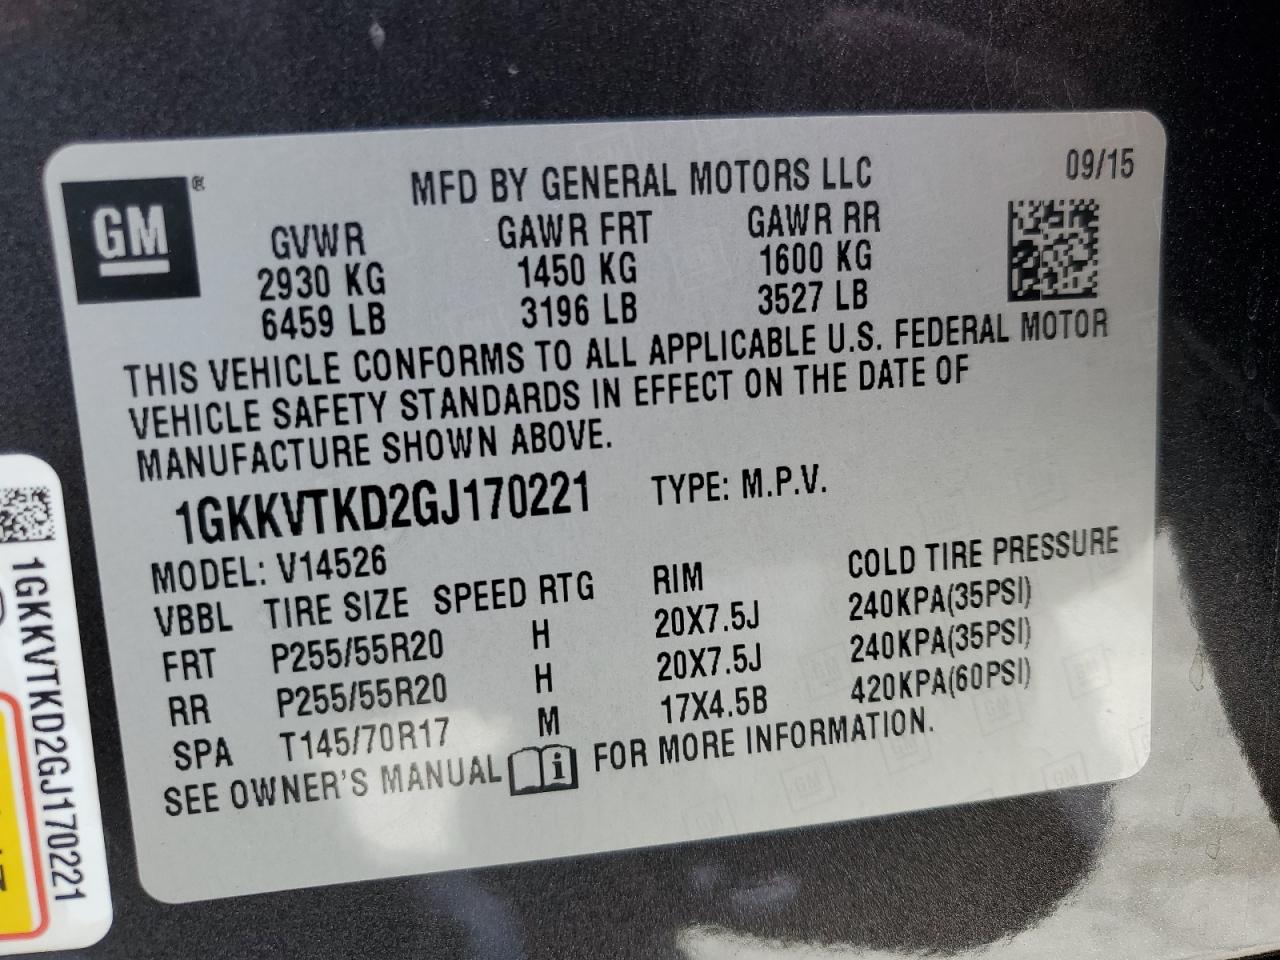 GM®
MFD BY GENERAL MOTORS LLC 09/15
GVWR GAWR FRT GAWR RR
2930 KG 1450 KG 1600 KG
6459 LB 3196 LB 3527 LB
THIS VEHICLE CONFORMS TO ALL APPLICABLE U.S. FEDERAL MOTOR
VEHICLE SAFETY STANDARDS IN EFFECT ON THE DATE OF
MANUFACTURE SHOWN ABOVE.
1GKKVTKD2GJ170221 TYPE: M.P.V.
MODEL: V14526
VBBL TIRE SIZE SPEED RTG RIM COLD TIRE PRESSURE
FRT P255/55R20 H 20X7.5J 240KPA(35PSI)
RR P255/55R20 H 20X7.5J 240KPA(35PSI)
SPA T145/70R17 M 17X4.5B 420KPA(60PSI)
SEE OWNER'S MANUAL i FOR MORE INFORMATION.
1GKKVTKD2GJ170221